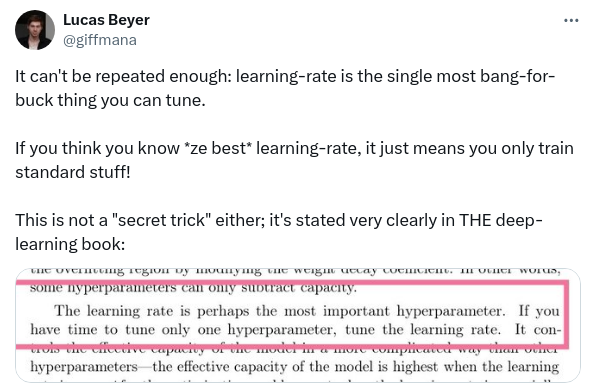 Lucas Beyer
@giffmana
It can't be repeated enough: learning-rate is the single most bang-for-
buck thing you can tune.
If you think you know *ze best* learning-rate, it just means you only train
standard stuff!
This is not a "secret trick" either; it's stated very clearly in THE deep-
learning book:
the overfitting region by modifying the weight decay coefficient. In other words,
some hyperparameters can only subtract capacity.
The learning rate is perhaps the most important hyperparameter. If you
have time to tune only one hyperparameter, tune the learning rate. It con-
trols the effective capacity of the model in a more complicated way than other
hyperparameters—the effective capacity of the model is highest when the learning